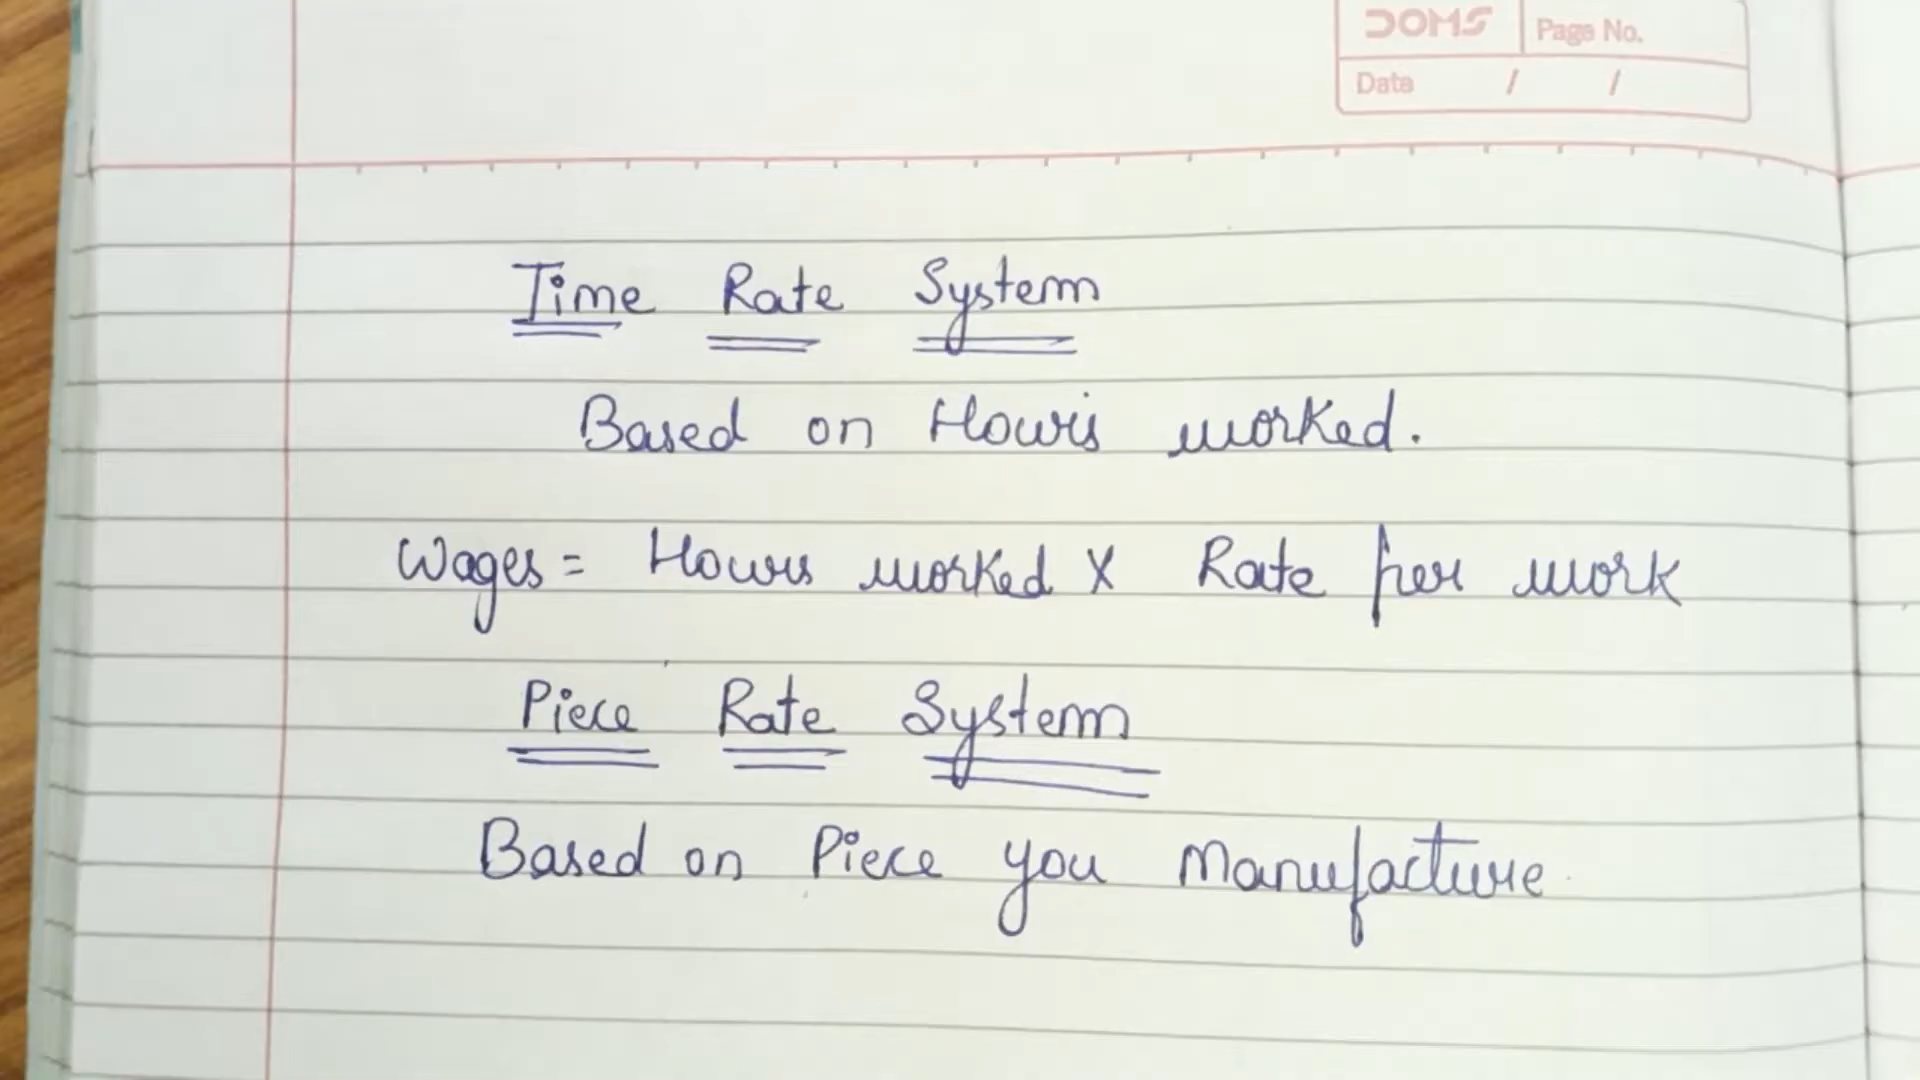 DOMS Page No.
Date / /
Time Rate System
Based on Hours worked.
Wages = Hours worked X Rate per work
Piece Rate System
Based on Piece you Manufacture